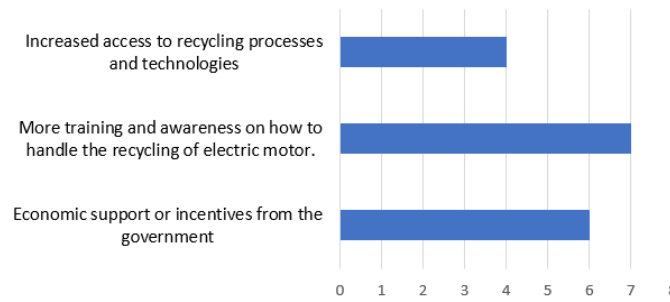 Increased access to recycling processes
and technologies
More training and awareness on how to
handle the recycling of electric motor.
Economic support or incentives from the
government
0 1 2 3 4 5 6 7